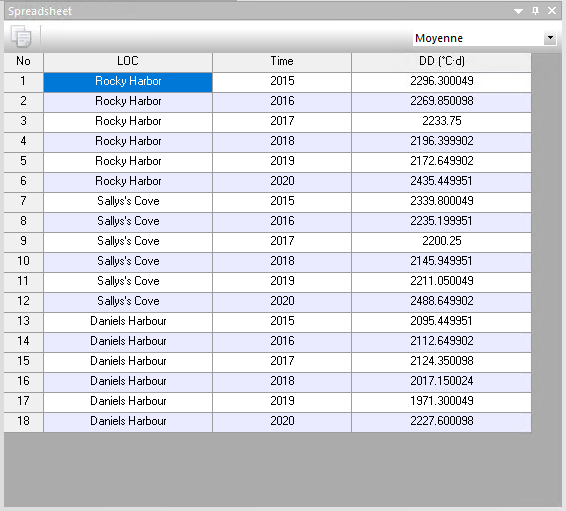 Spreadsheet
Moyenne
No LOC Time DD (°C·d)
1 Rocky Harbor 2015 2296.300049
2 Rocky Harbor 2016 2269.850098
3 Rocky Harbor 2017 2233.75
4 Rocky Harbor 2018 2196.399902
5 Rocky Harbor 2019 2172.649902
6 Rocky Harbor 2020 2435.449951
7 Sallys's Cove 2015 2339.800049
8 Sallys's Cove 2016 2235.199951
9 Sallys's Cove 2017 2200.25
10 Sallys's Cove 2018 2145.949951
11 Sallys's Cove 2019 2211.050049
12 Sallys's Cove 2020 2488.649902
13 Daniels Harbour 2015 2095.449951
14 Daniels Harbour 2016 2112.649902
15 Daniels Harbour 2017 2124.350098
16 Daniels Harbour 2018 2017.150024
17 Daniels Harbour 2019 1971.300049
18 Daniels Harbour 2020 2227.600098